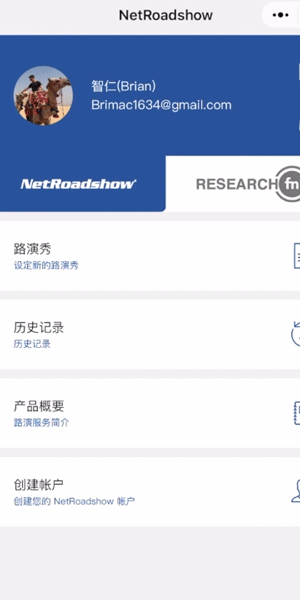 NetRoadshow
智仁(Brian)
Brimac1634@gmail.com
NetRoadshow
RESEARCH fn
路演秀
设定新的路演秀
历史记录
历史记录
产品概要
路演服务简介
创建帐户
创建您的 NetRoadshow 帐户